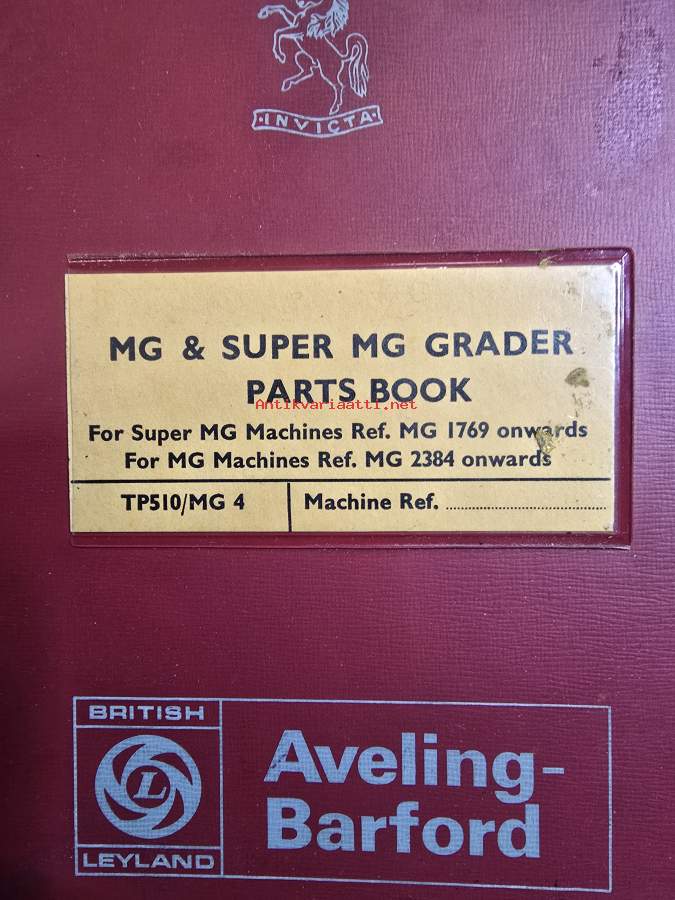 ·INVICTA·
MG & SUPER MG GRADER
PARTS BOOK
Antikvariaatti.net
For Super MG Machines Ref. MG 1769 onwards
For MG Machines Ref. MG 2384 onwards
TP510/MG 4
Machine Ref. ........................................
BRITISH
L
LEYLAND
Aveling-
Barford